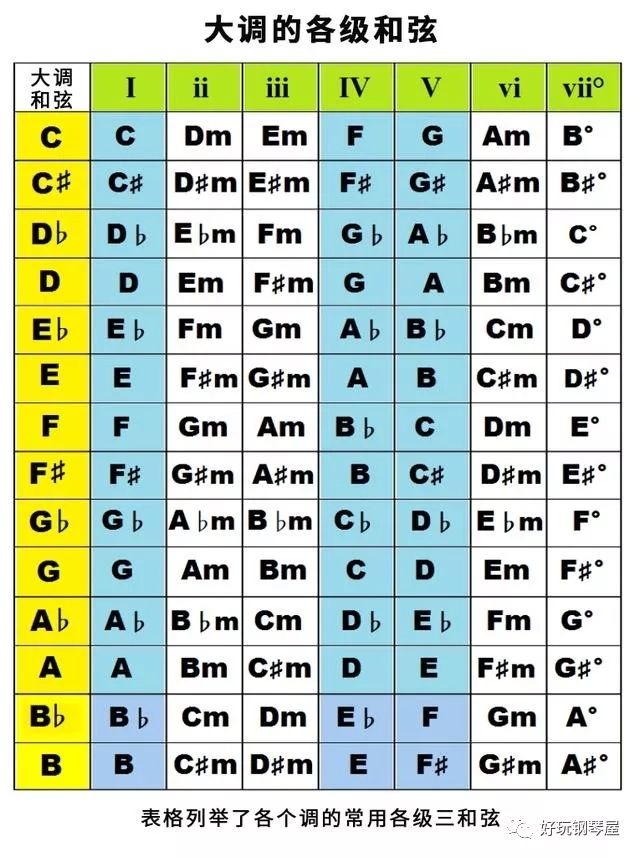 大调的各级和弦
大调和弦 I ii iii IV V vi vii°
C C Dm Em F G Am B°
C♯ C♯ D♯m E♯m F♯ G♯ A♯m B♯°
D♭ D♭ E♭m Fm G♭ A♭ B♭m C°
D D Em F♯m G A Bm C♯°
E♭ E♭ Fm Gm A♭ B♭ Cm D°
E E F♯m G♯m A B C♯m D♯°
F F Gm Am B♭ C Dm E°
F♯ F♯ G♯m A♯m B C♯ D♯m E♯°
G♭ G♭ A♭m B♭m C♭ D♭ E♭m F°
G G Am Bm C D Em F♯°
A♭ A♭ B♭m Cm D♭ E♭ Fm G°
A A Bm C♯m D E F♯m G♯°
B♭ B♭ Cm Dm E♭ F Gm A°
B B C♯m D♯m E F♯ G♯m A♯°
表格列举了各个调的常用各级三和弦
好玩钢琴屋